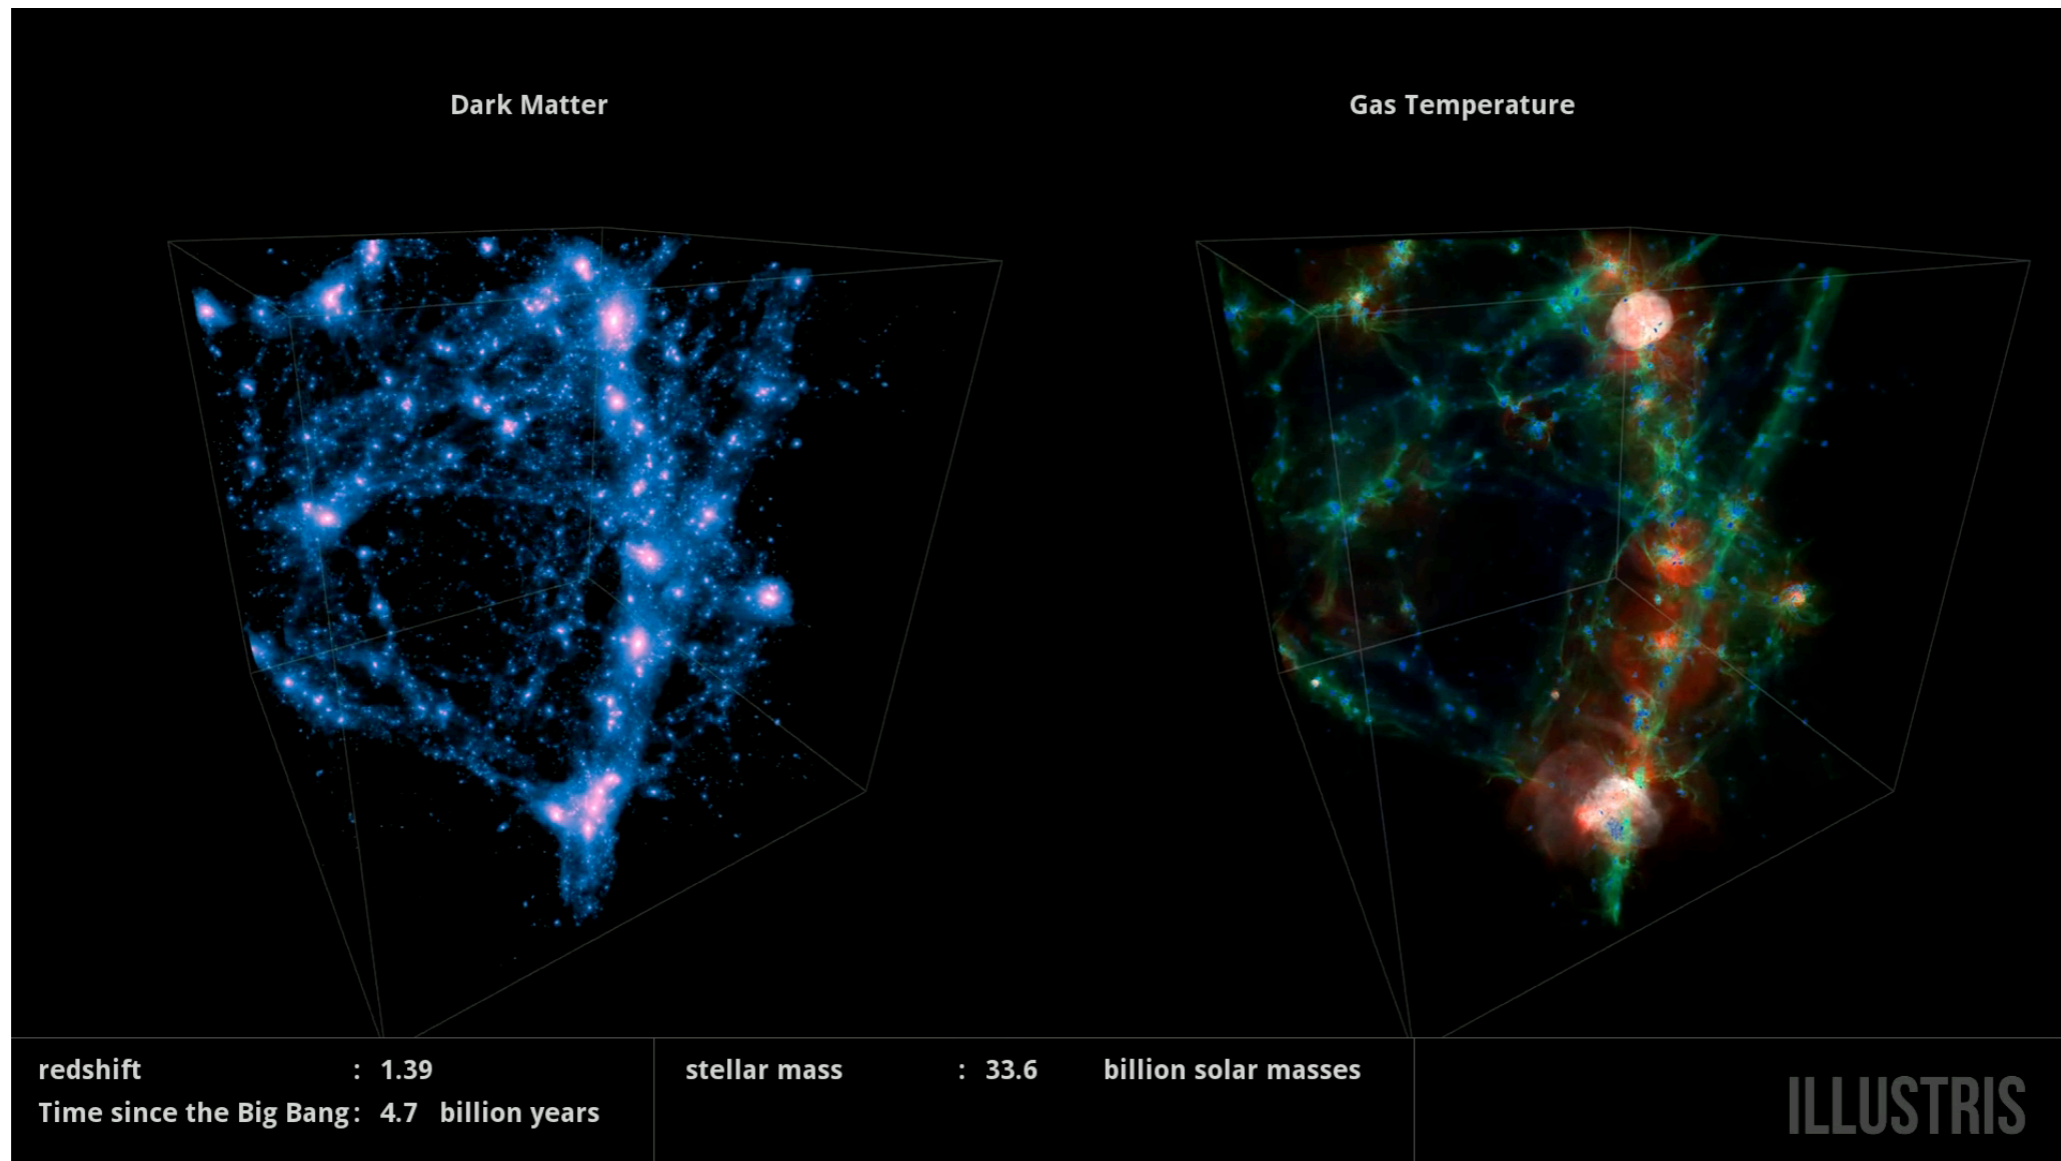 Dark Matter
Gas Temperature
redshift : 1.39
Time since the Big Bang: 4.7 billion years
stellar mass : 33.6 billion solar masses
ILLUSTRIS